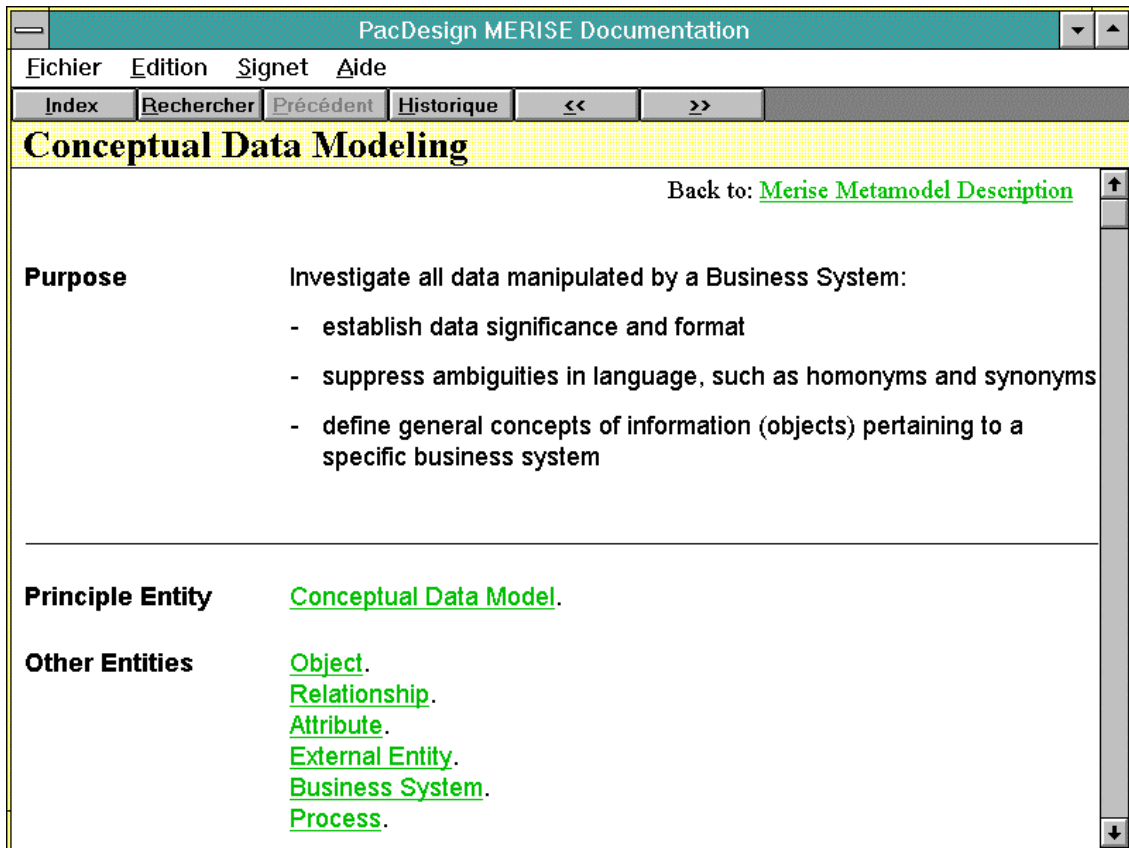 PacDesign MERISE Documentation
Fichier Edition Signet Aide
Index Rechercher Précédent Historique << >>
Conceptual Data Modeling
Back to: Merise Metamodel Description
Purpose Investigate all data manipulated by a Business System:
- establish data significance and format
- suppress ambiguities in language, such as homonyms and synonyms
- define general concepts of information (objects) pertaining to a
specific business system
Principle Entity Conceptual Data Model.
Other Entities Object.
Relationship.
Attribute.
External Entity.
Business System.
Process.